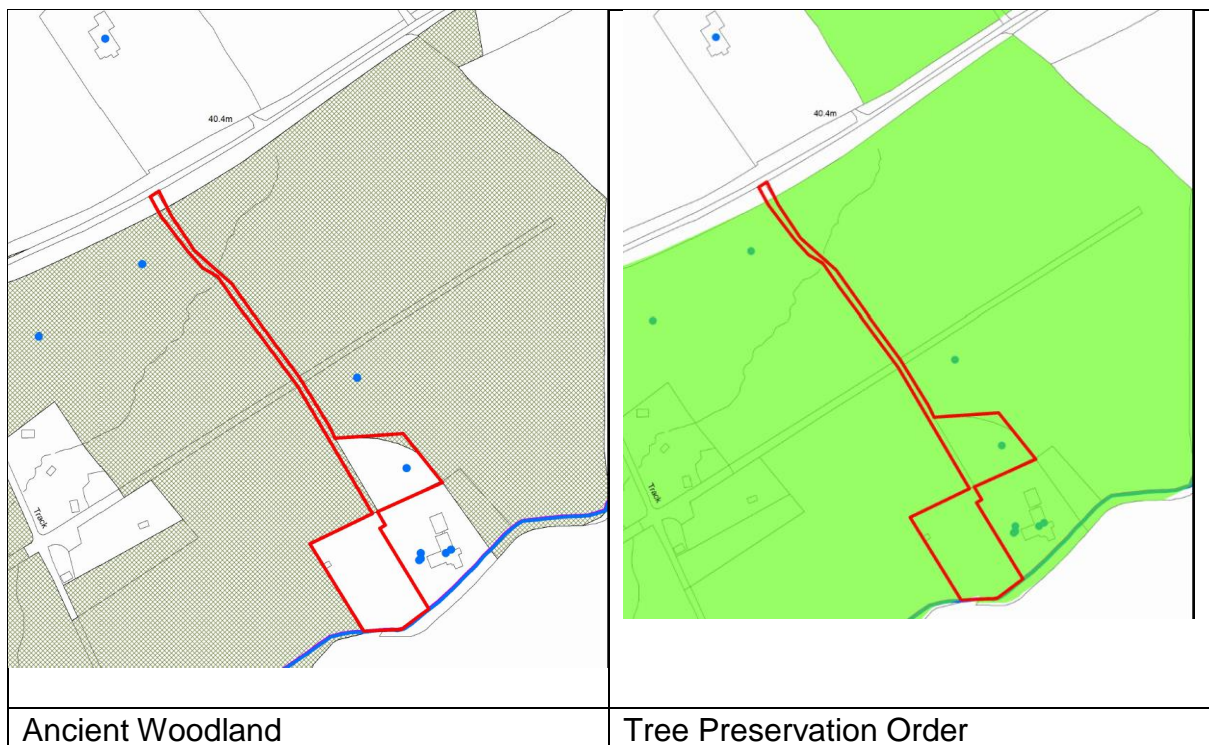 40.4m
Track
40.4m
Track
Ancient Woodland
Tree Preservation Order